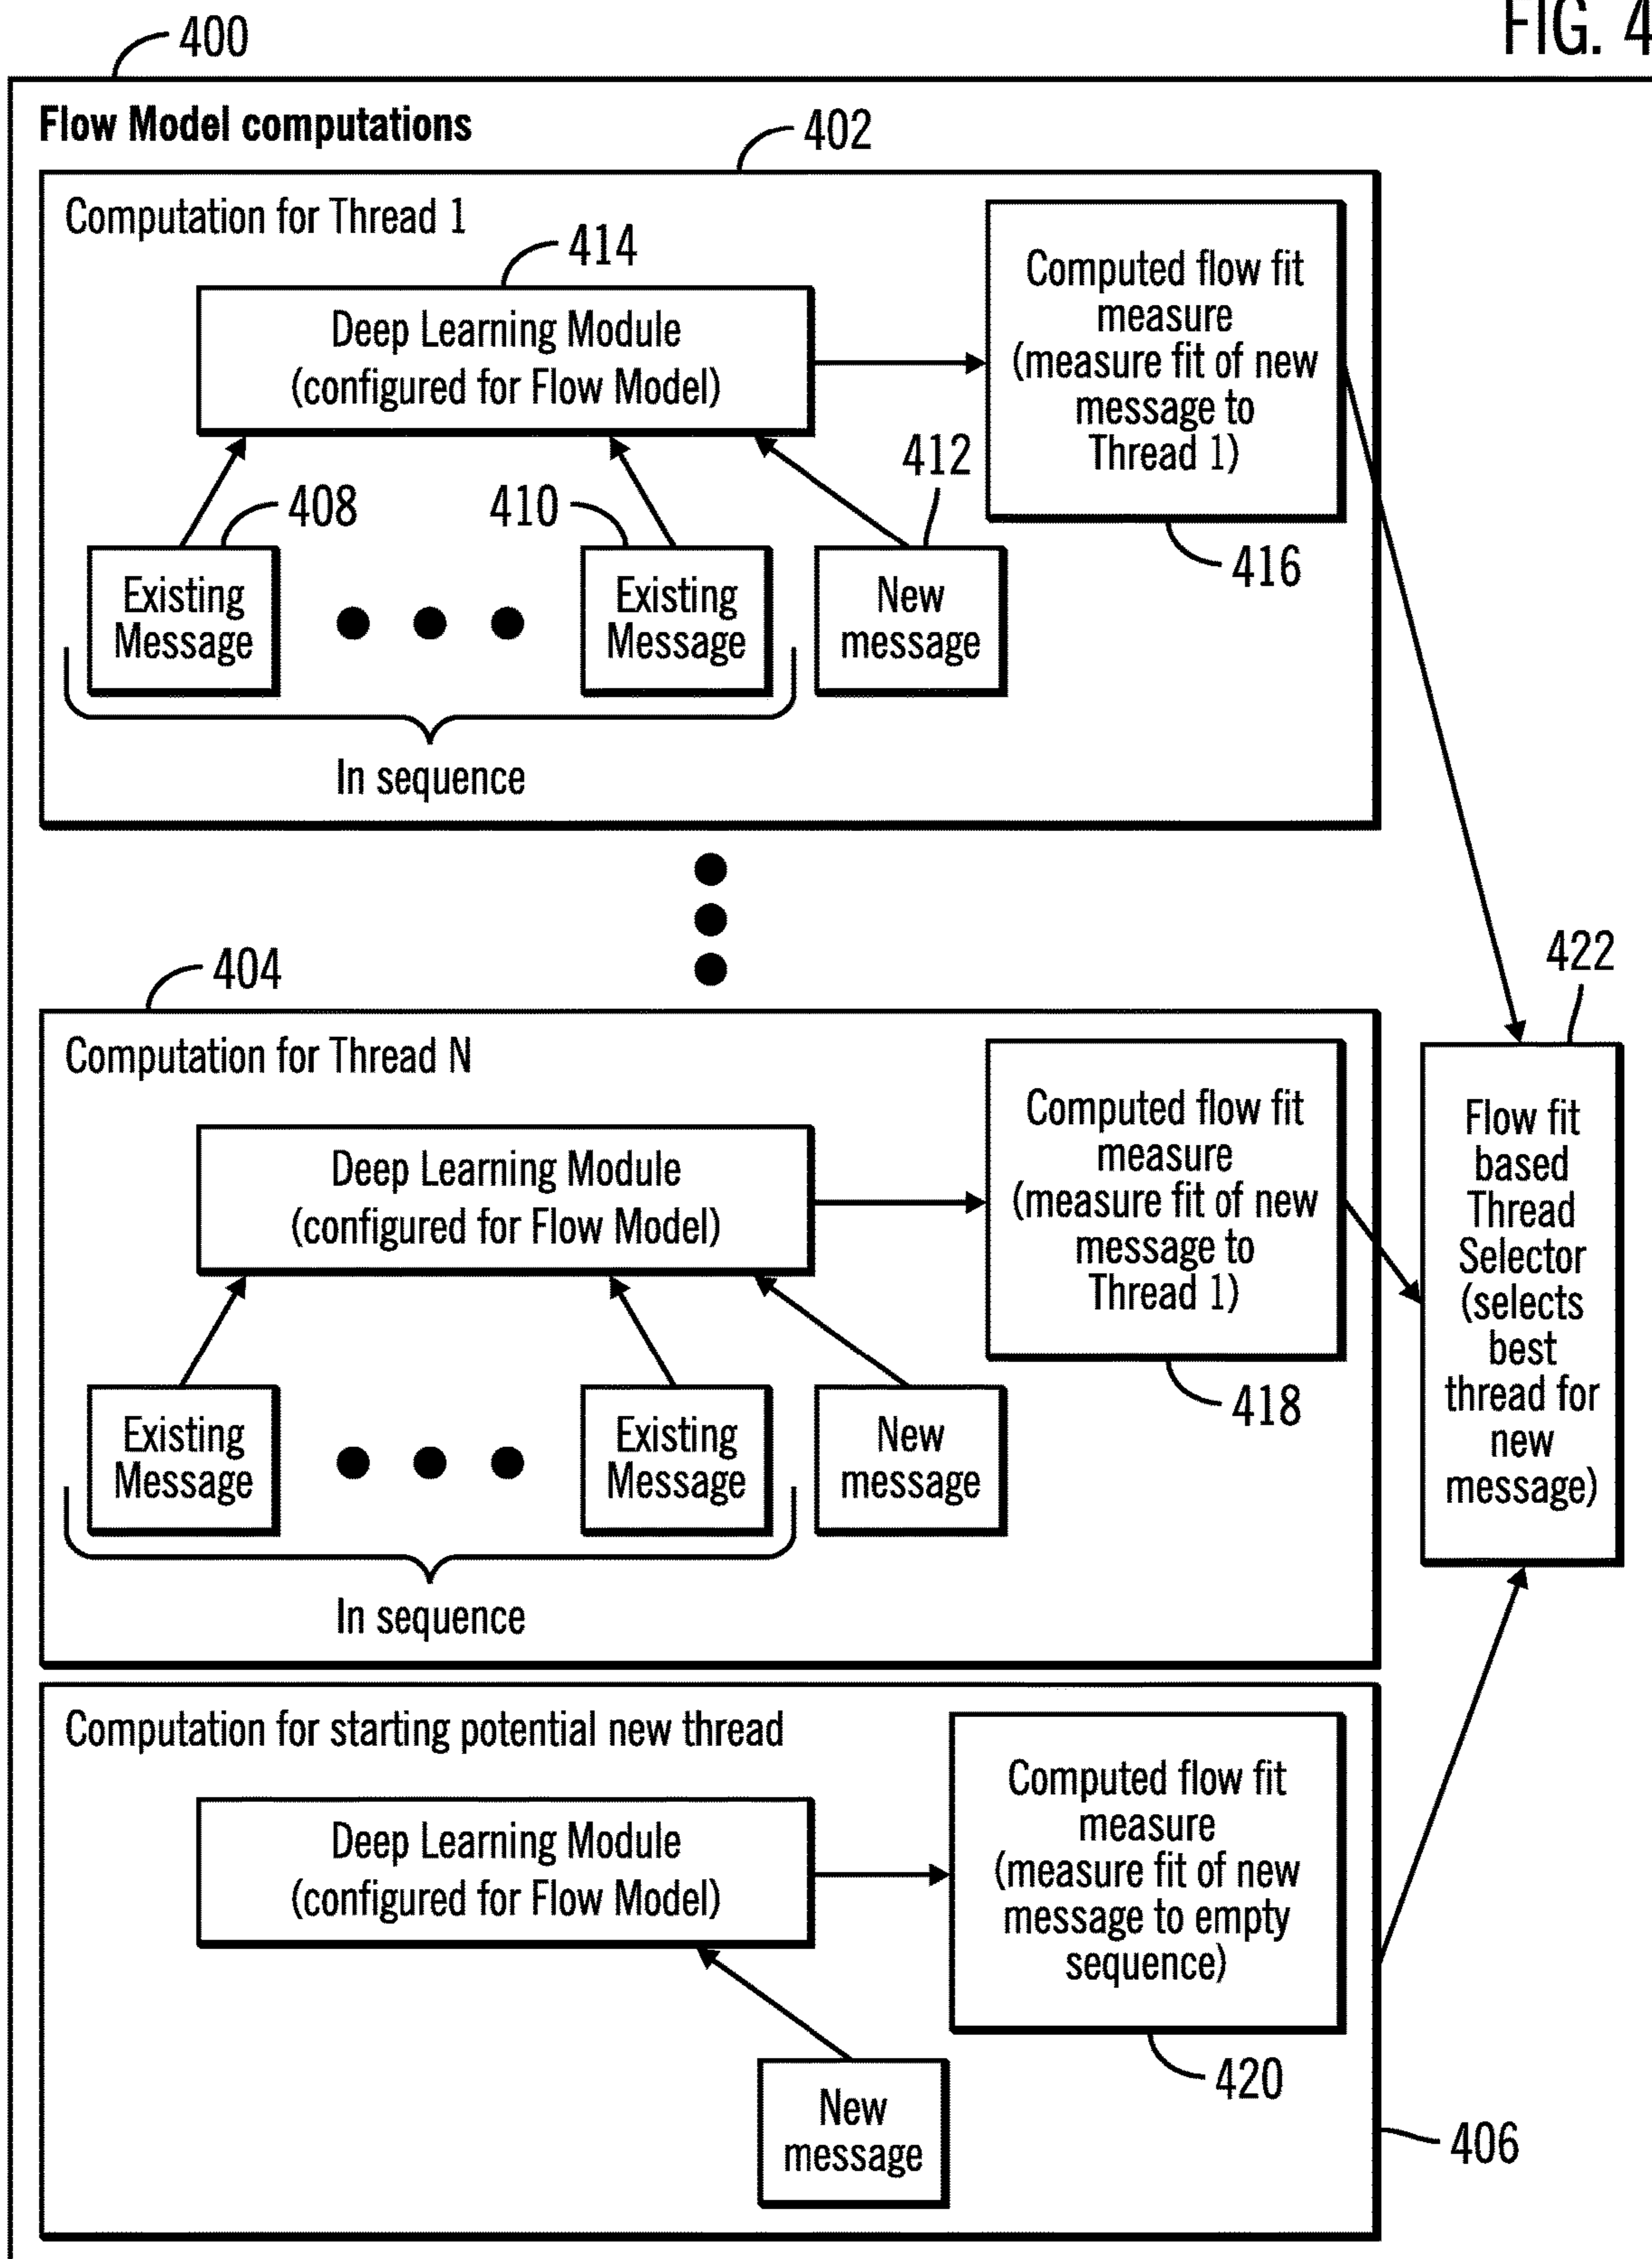 FIG. 4
400
Flow Model computations
402
Computation for Thread 1
414
Deep Learning Module
(configured for Flow Model)
Computed flow fit
measure
(measure fit of new
message to
Thread 1)
412
408
410
416
Existing
Message
Existing
Message
New
message
In sequence
404
422
Computation for Thread N
Deep Learning Module
(configured for Flow Model)
Computed flow fit
measure
(measure fit of new
message to
Thread 1)
418
Existing
Message
Existing
Message
New
message
In sequence
Flow fit
based
Thread
Selector
(selects
best
thread for
new
message)
Computation for starting potential new thread
Deep Learning Module
(configured for Flow Model)
Computed flow fit
measure
(measure fit of new
message to empty
sequence)
420
New
message
406